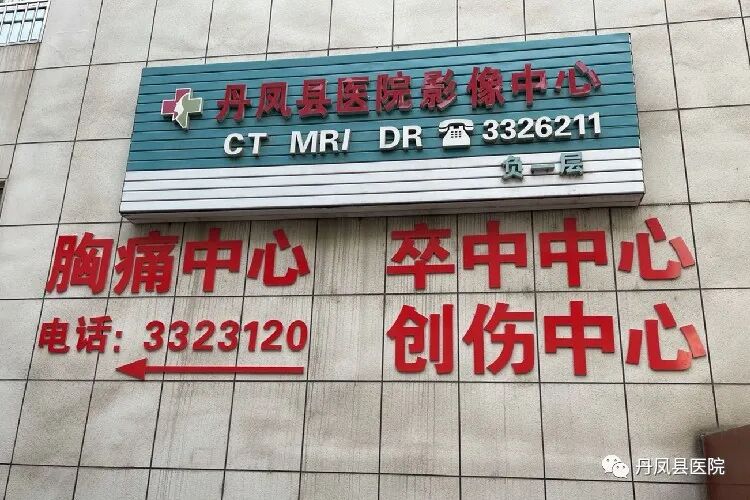 丹凤县医院影像中心
CT MRI DR ☎3326211
负一层
胸痛中心 卒中中心
电话：3323120 创伤中心
丹凤县医院